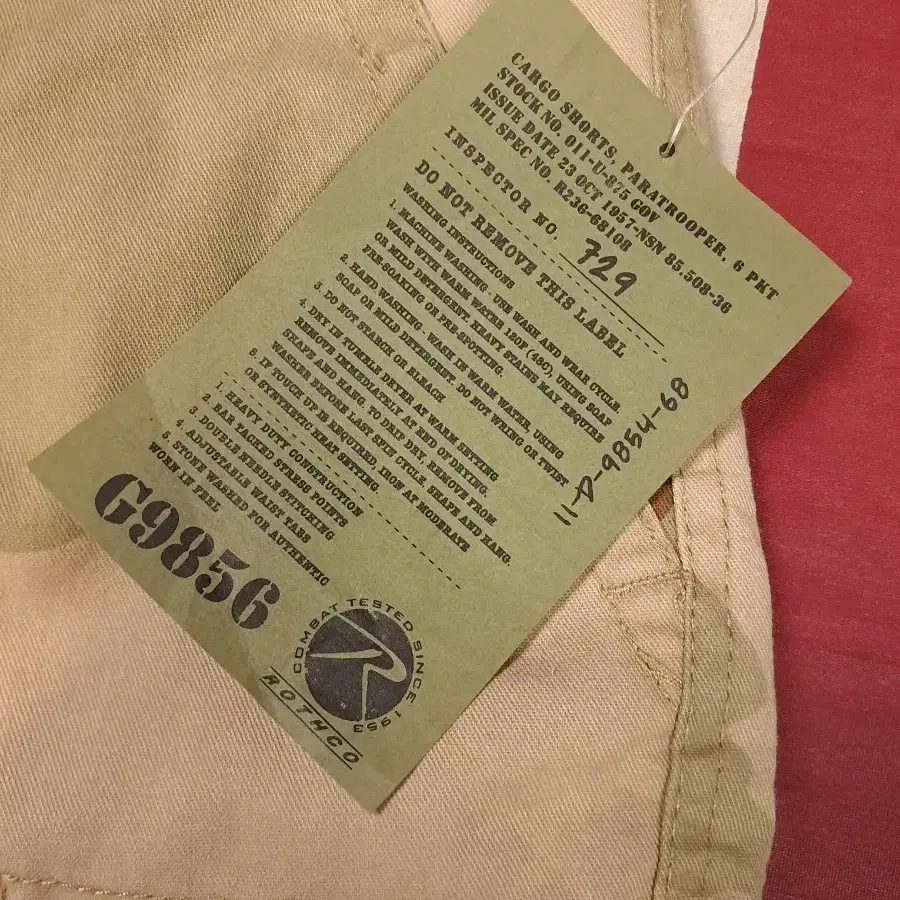 CARGO SHORTS, PARATROOPER, 6 PKT
STOCK NO. 011-U-875 GOV
ISSUE DATE 23 OCT 1957-NSN 85,508-36
MIL SPEC NO. R236-68108
INSPECTOR NO. 729
DO NOT REMOVE THIS LABEL
WASHING INSTRUCTIONS
1. MACHINE WASHING - USE WASH AND WEAR CYCLE
WASH WITH WARM WATER 120F (48C), USING SOAP
OR MILD DETERGENT. HEAVY STAINS MAY REQUIRE
PRE-SOAKING OR PRE-SPOTTING.
2. HAND WASHING - WASH IN WARM WATER, USING
SOAP OR MILD DETERGENT. DO NOT WRING OR TWIST
3. DO NOT STARCH OR BLEACH
4. DRY IN TUMBLE DRYER AT WARM SETTING
REMOVE IMMEDIATELY AT END OF DRYING.
SHAPE AND HANG. TO DRIP DRY, REMOVE FROM
WASHER BEFORE LAST SPIN CYCLE, SHAPE AND HANG.
5. IF TOUCH UP IS REQUIRED, IRON AT MODERATE
OR SYNTHETIC HEAT SETTING.
1. HEAVY DUTY CONSTRUCTION
2. BAR TACKED STRESS POINTS
3. DOUBLE NEEDLE STITCHING
4. ADJUSTABLE WAIST TABS
5. STONE WASHED FOR AUTHENTIC
WORN IN FEEL
11-D-9854-68
G9856
COMBAT TESTED SINCE 1953
R
ROTHCO